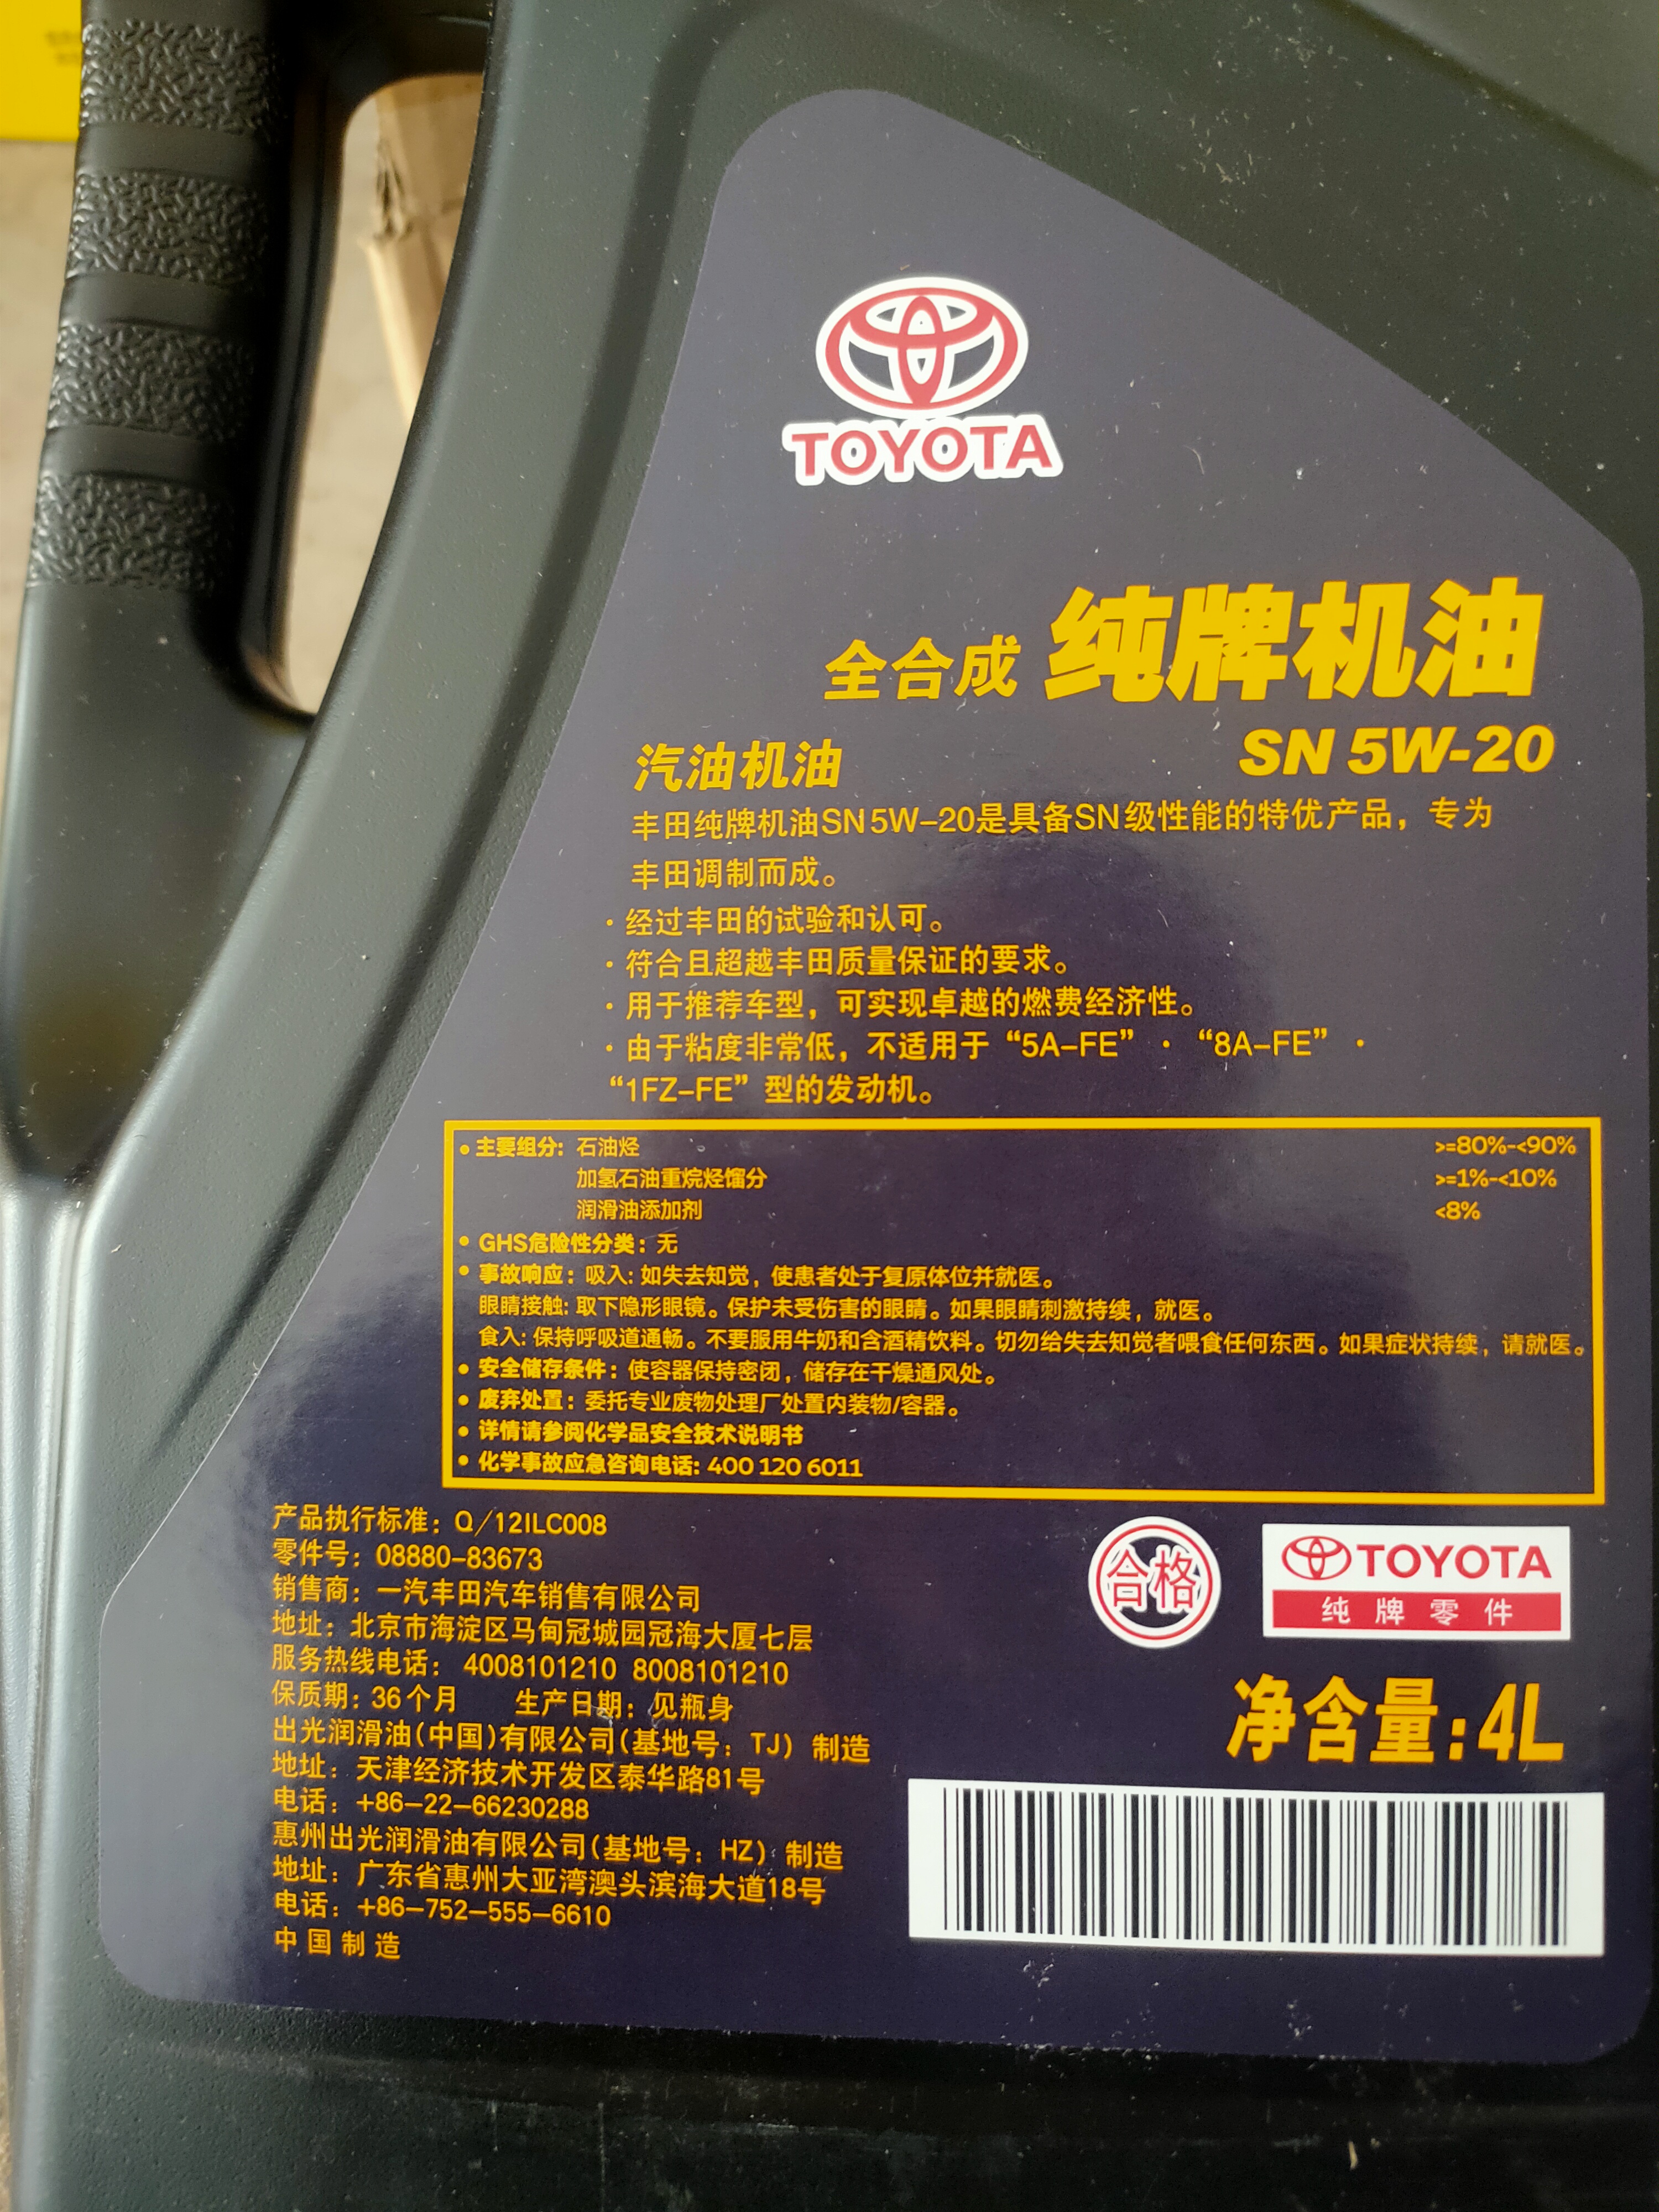 TOYOTA
全合成 纯牌机油
SN 5W-20
汽油机油
丰田纯牌机油SN5W-20是具备SN级性能的特优产品，专为
丰田调制而成。
·经过丰田的试验和认可。
·符合且超越丰田质量保证的要求。
·用于推荐车型，可实现卓越的燃费经济性。
·由于粘度非常低，不适用于“5A-FE”·“8A-FE”·
“1FZ-FE”型的发动机。
•主要组分: 石油烃 >=80%-<90%
加氢石油重烷烃馏分 >=1%-<10%
润滑油添加剂 <8%
•GHS危险性分类：无
•事故响应：吸入: 如失去知觉，使患者处于复原体位并就医。
眼睛接触: 取下隐形眼镜。保护未受伤害的眼睛。如果眼睛刺激持续，就医。
食入: 保持呼吸道通畅。不要服用牛奶和含酒精饮料。切勿给失去知觉者喂食任何东西。如果症状持续，请就医。
•安全储存条件：使容器保持密闭，储存在干燥通风处。
•废弃处置：委托专业废物处理厂处置内装物/容器。
•详情请参阅化学品安全技术说明书
•化学事故应急咨询电话: 400 120 6011
产品执行标准：Q/12ILC008
零件号：08880-83673
销售商：一汽丰田汽车销售有限公司
地址：北京市海淀区马甸冠城园冠海大厦七层
服务热线电话： 4008101210 8008101210
保质期：36个月 生产日期：见瓶身
出光润滑油(中国)有限公司(基地号：TJ) 制造
地址：天津经济技术开发区泰华路81号
电话：+86-22-66230288
惠州出光润滑油有限公司(基地号：HZ) 制造
地址：广东省惠州大亚湾澳头滨海大道18号
电话：+86-752-555-6610
中国制造
合格
TOYOTA
纯牌零件
净含量:4L